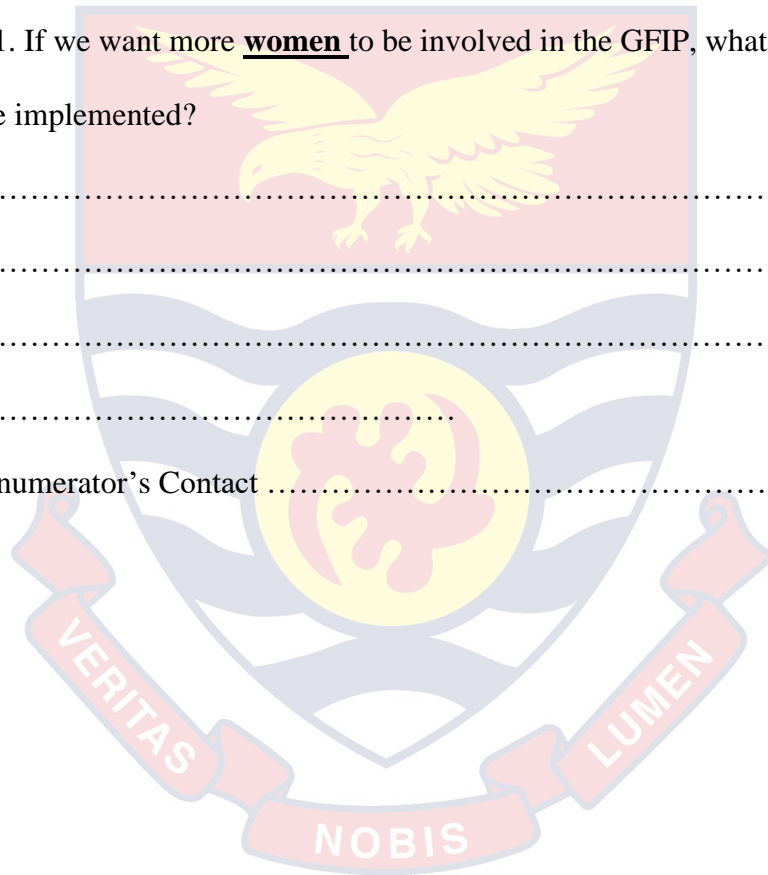 1. If we want more women to be involved in the GFIP, what
e implemented?
…………………………………………………………………………
…………………………………………………………………………
…………………………………………………………………………
……………………………………………
numerator’s Contact ………………………………………………
VERITAS
NOBIS
LUMEN